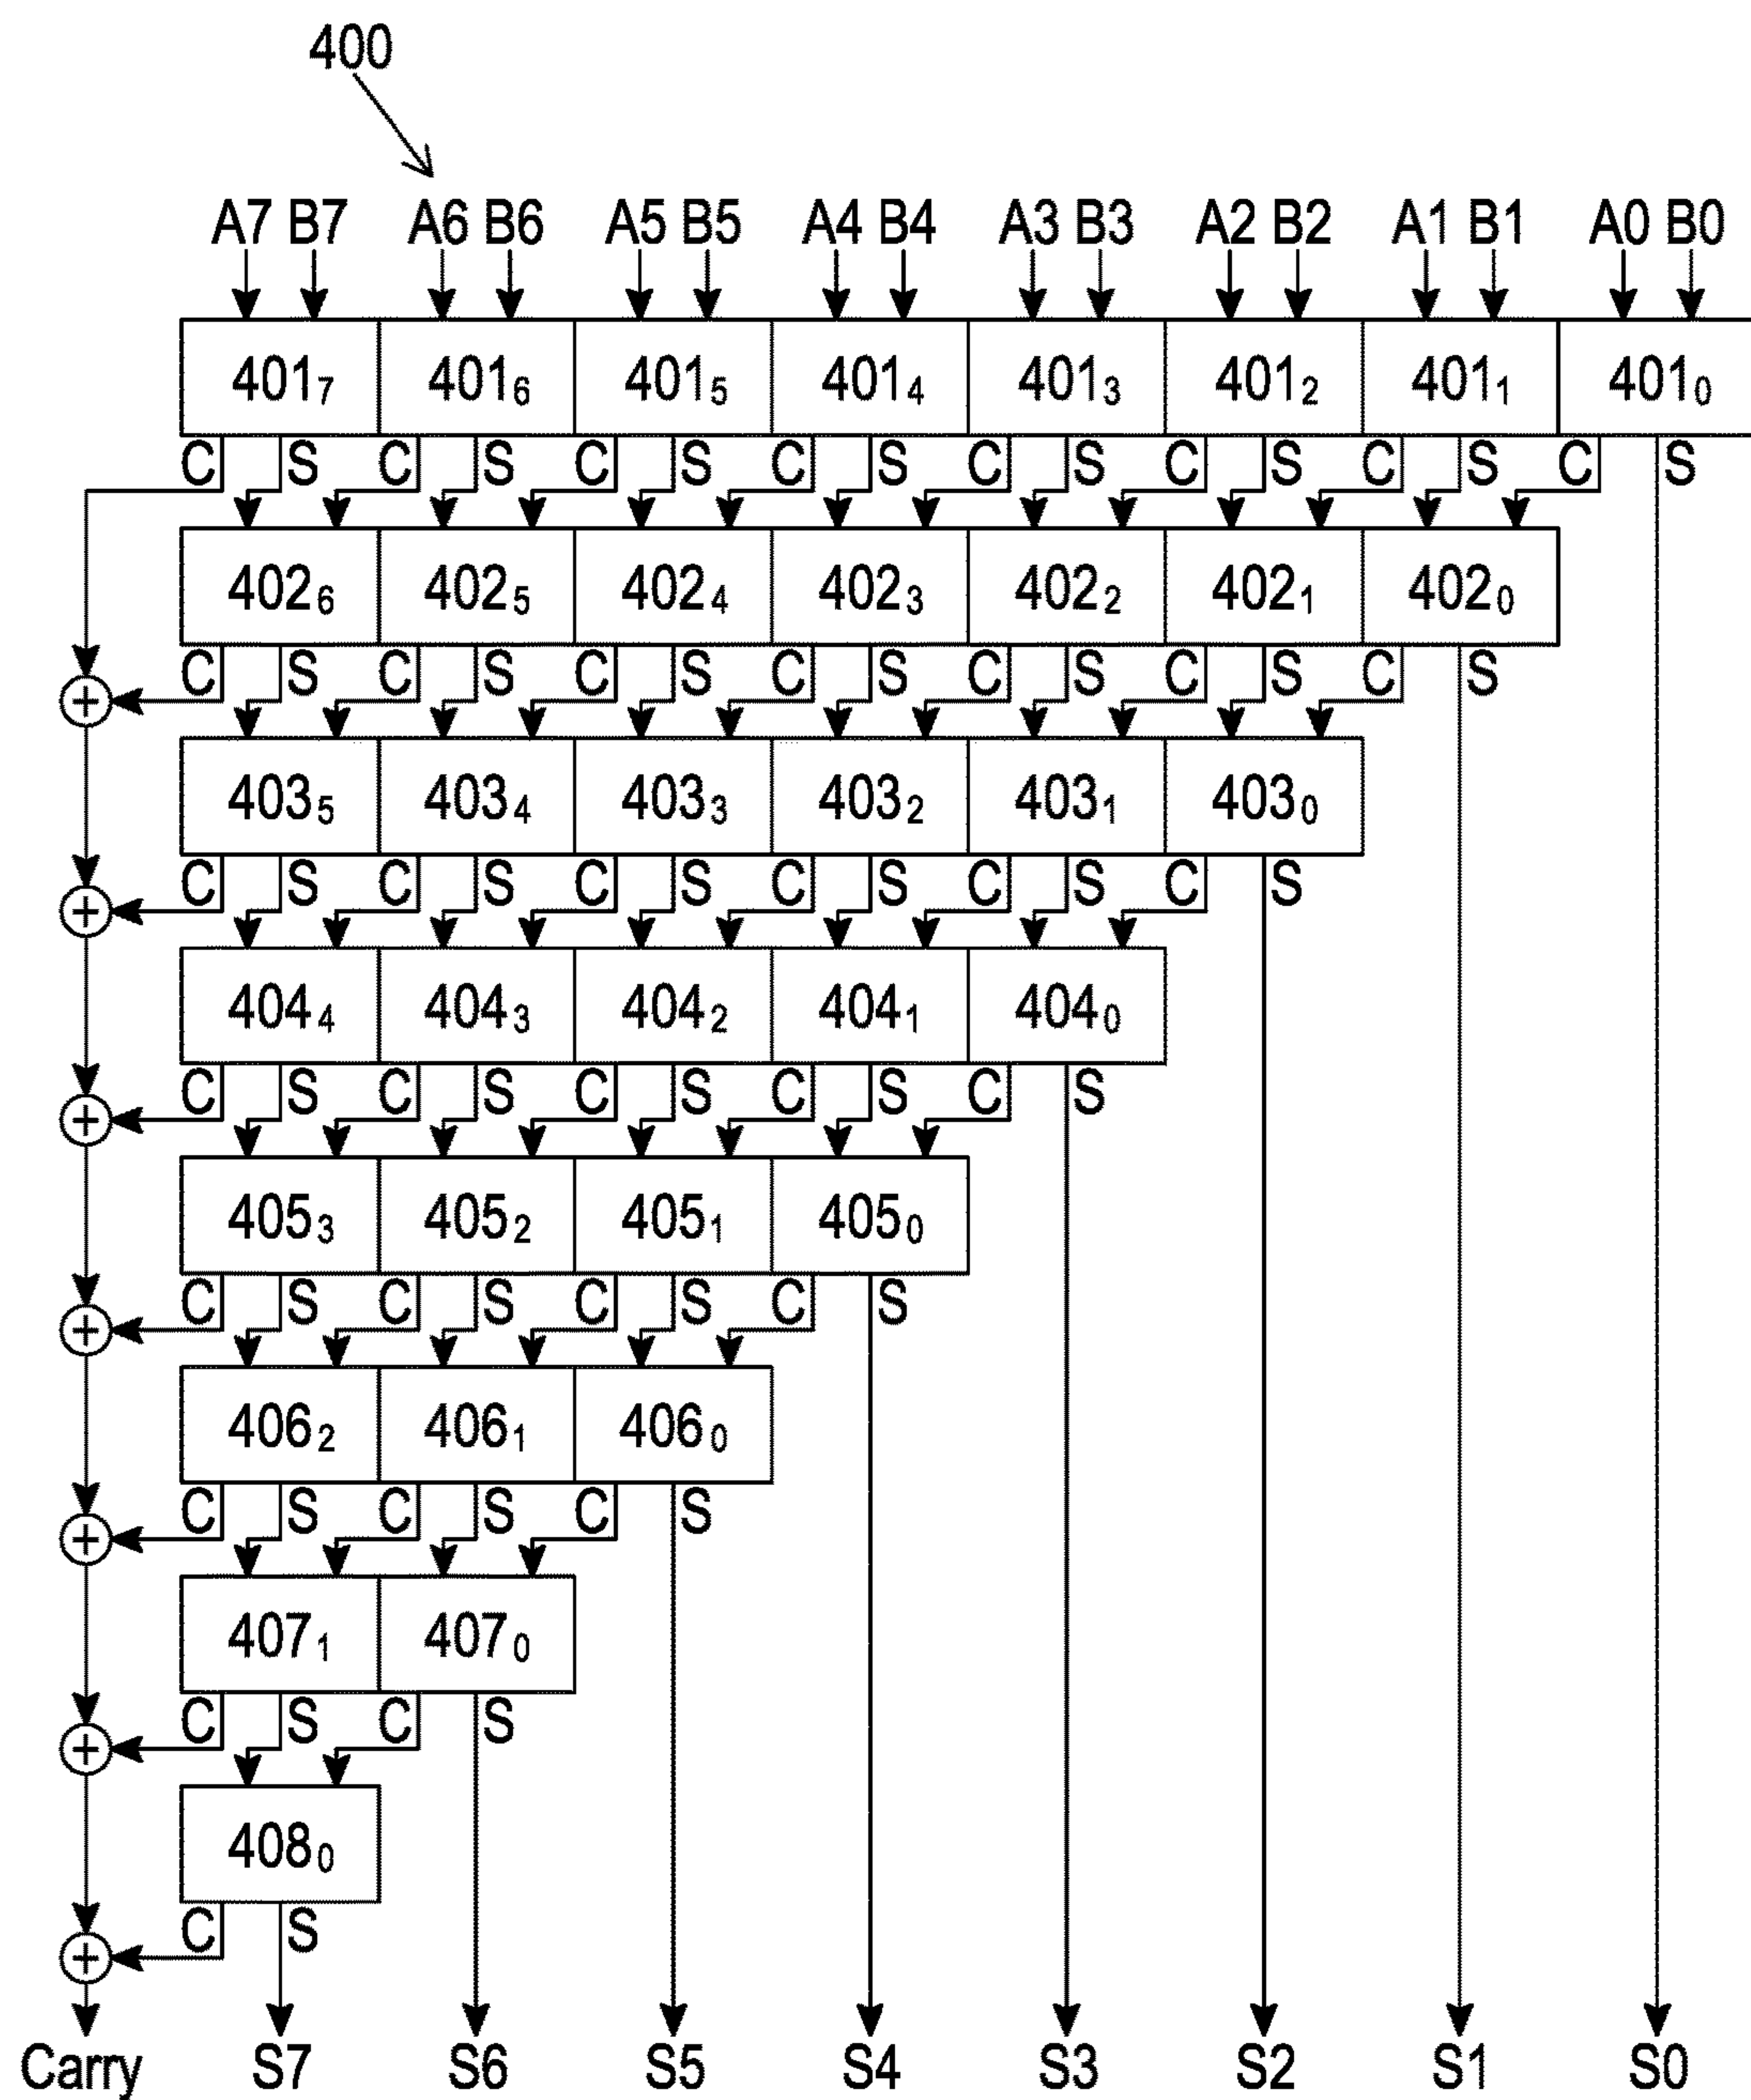 400
A7 B7 A6 B6 A5 B5 A4 B4 A3 B3 A2 B2 A1 B1 A0 B0
401₇ 401₆ 401₅ 401₄ 401₃ 401₂ 401₁ 401₀
C S C S C S C S C S C S C S C S
402₆ 402₅ 402₄ 402₃ 402₂ 402₁ 402₀
C S C S C S C S C S C S C S
+
403₅ 403₄ 403₃ 403₂ 403₁ 403₀
C S C S C S C S C S C S
+
404₄ 404₃ 404₂ 404₁ 404₀
C S C S C S C S C S
+
405₃ 405₂ 405₁ 405₀
C S C S C S C S
+
406₂ 406₁ 406₀
C S C S C S
+
407₁ 407₀
C S C S
+
408₀
C S
+
Carry S7 S6 S5 S4 S3 S2 S1 S0